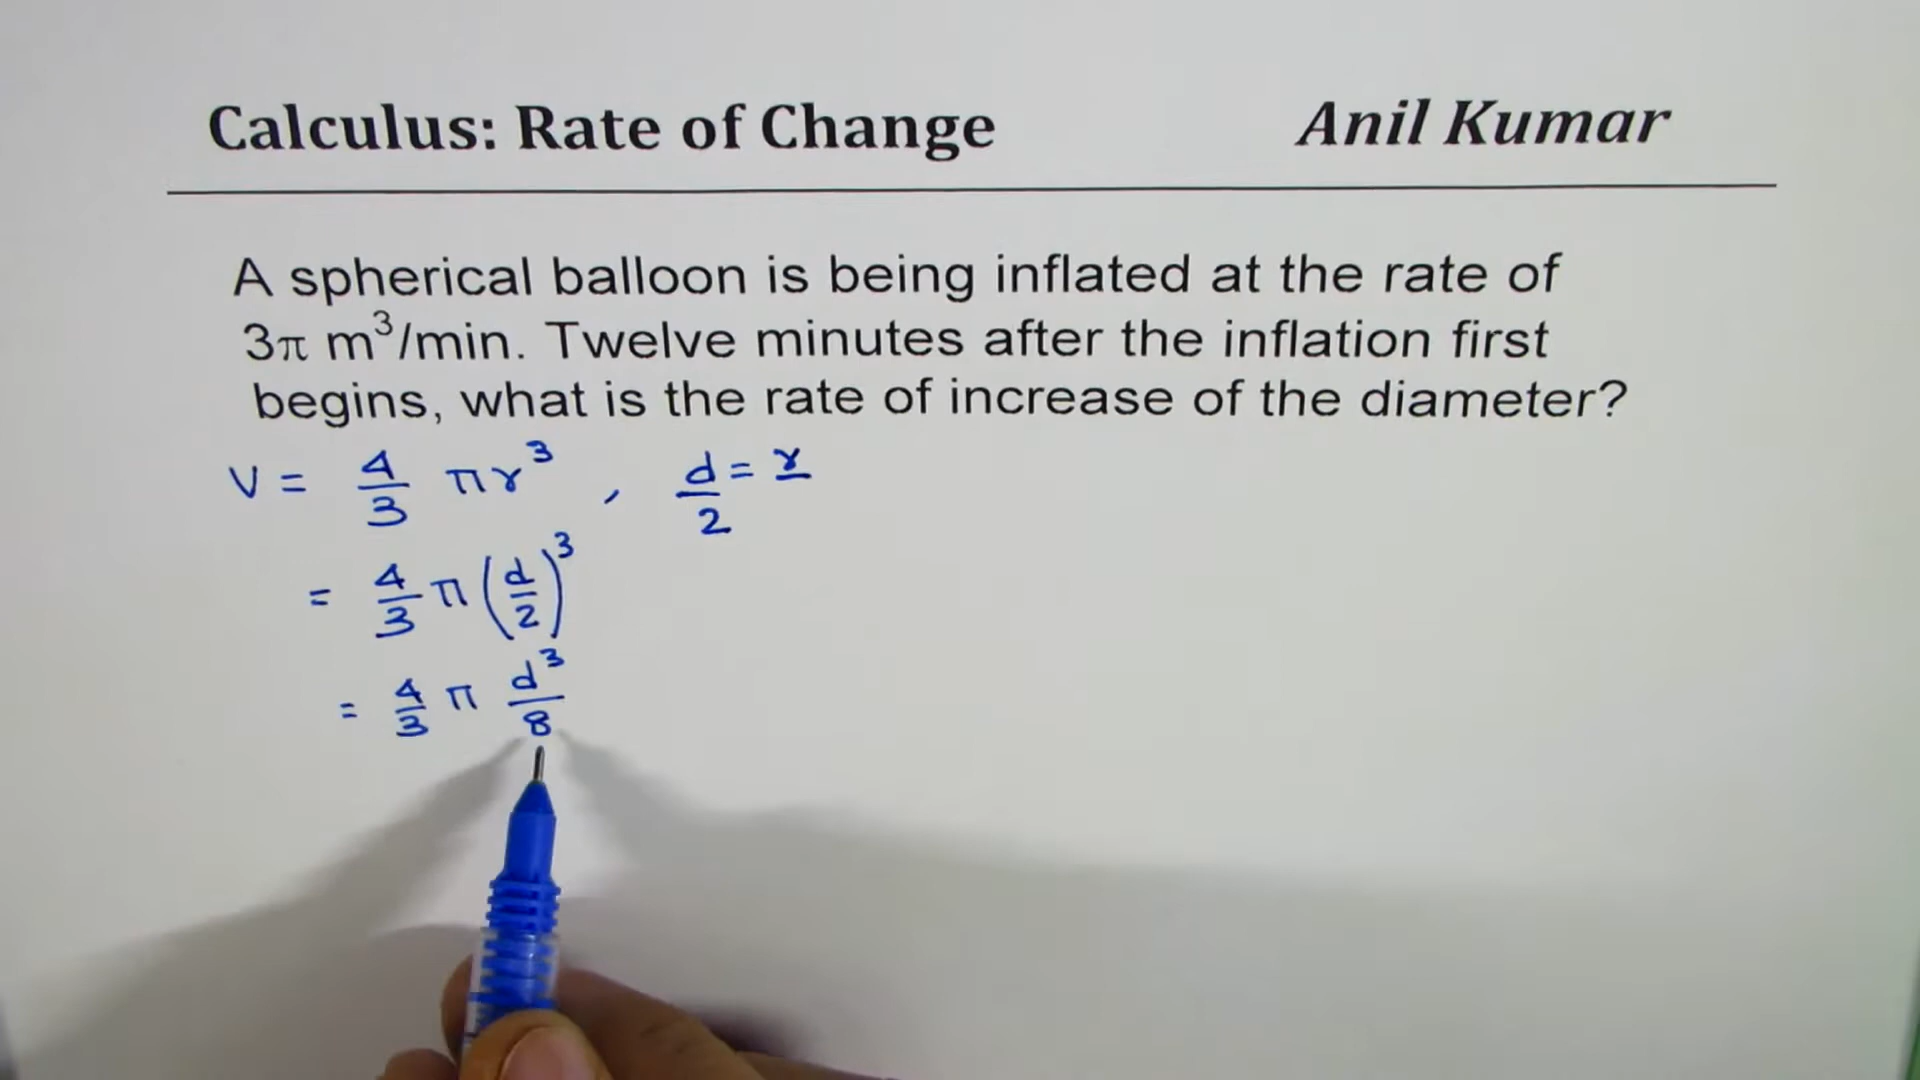 Calculus: Rate of Change Anil Kumar
A spherical balloon is being inflated at the rate of
3π m³/min. Twelve minutes after the inflation first
begins, what is the rate of increase of the diameter?
V = 4/3 πr³ , d/2 = r
= 4/3 π (d/2)³
= 4/3 π d³/8